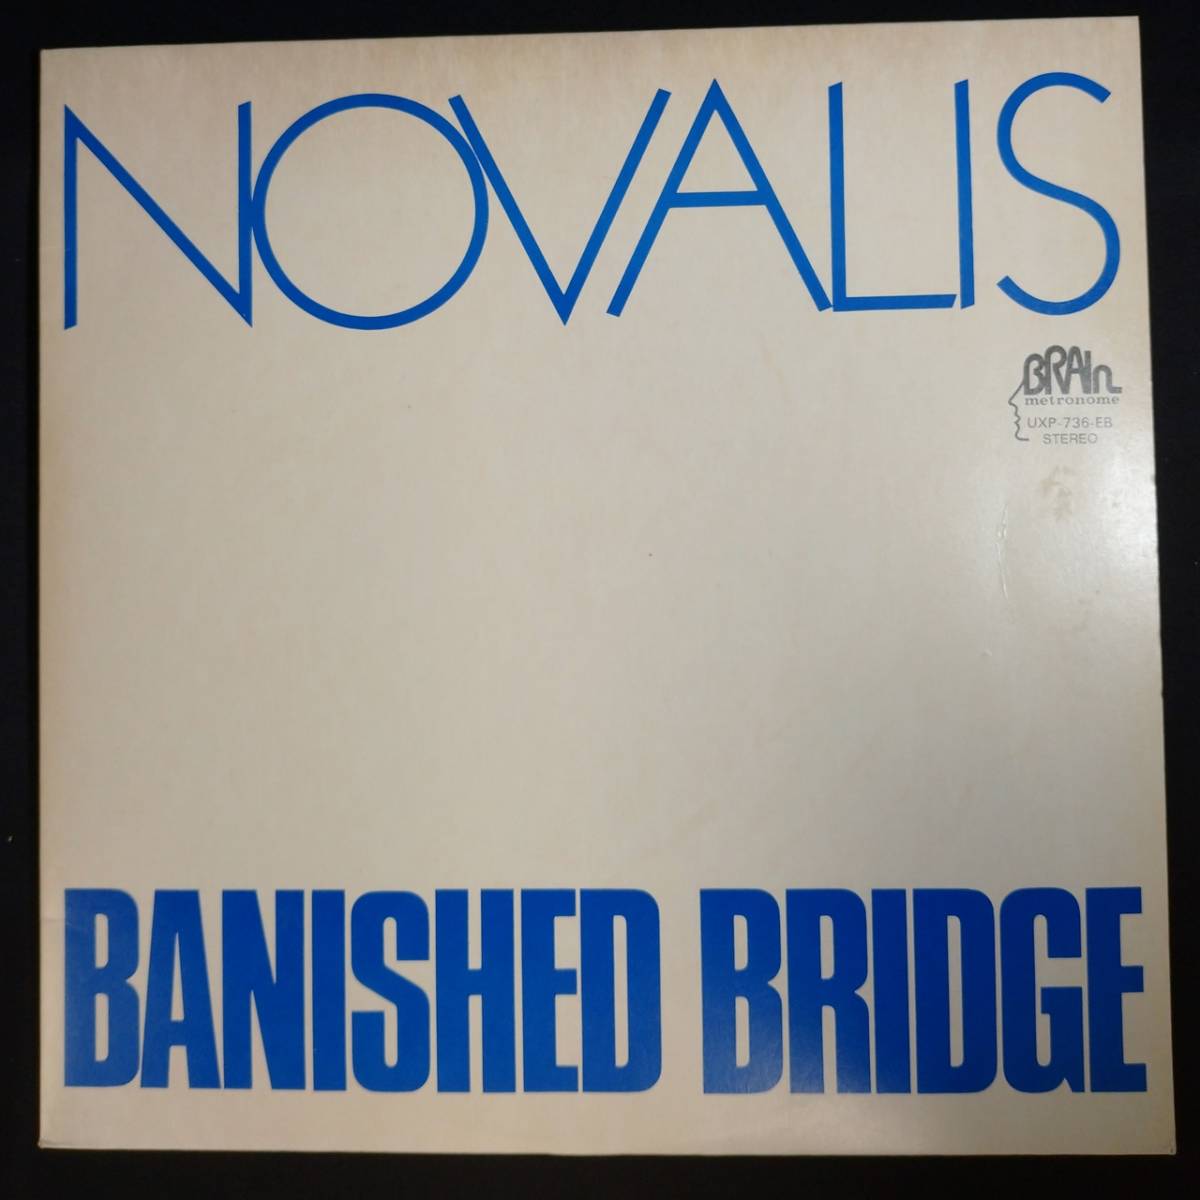 NOVALIS
BRAIn
metronome
UXP-736-EB
STEREO
BANISHED BRIDGE